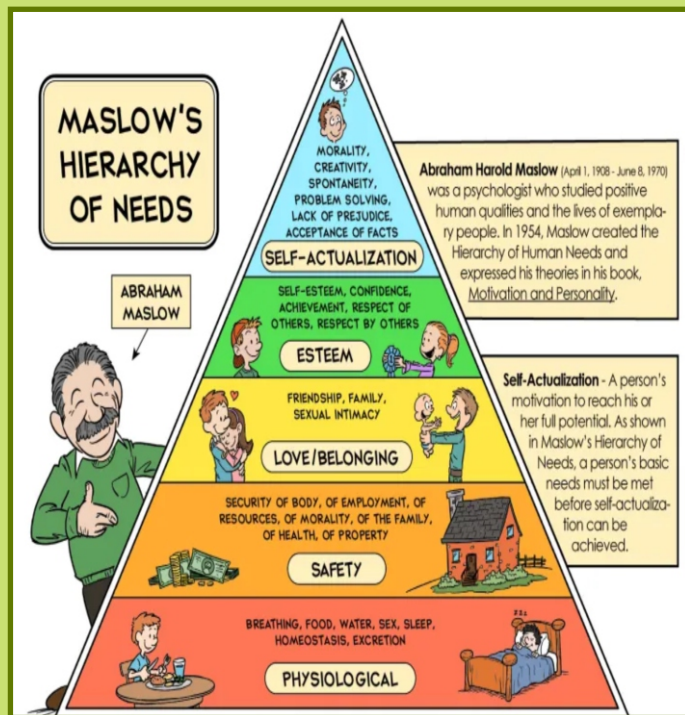 MASLOW'S
HIERARCHY
OF NEEDS
ABRAHAM
MASLOW
MORALITY,
CREATIVITY,
SPONTANEITY,
PROBLEM SOLVING,
LACK OF PREJUDICE,
ACCEPTANCE OF FACTS
SELF-ACTUALIZATION
SELF-ESTEEM, CONFIDENCE,
ACHIEVEMENT, RESPECT OF
OTHERS, RESPECT BY OTHERS
ESTEEM
FRIENDSHIP, FAMILY,
SEXUAL INTIMACY
LOVE/BELONGING
SECURITY OF BODY, OF EMPLOYMENT, OF
RESOURCES, OF MORALITY, OF THE FAMILY,
OF HEALTH, OF PROPERTY
SAFETY
BREATHING, FOOD, WATER, SEX, SLEEP,
HOMEOSTASIS, EXCRETION
PHYSIOLOGICAL
Abraham Harold Maslow (April 1, 1908 - June 8, 1970)
was a psychologist who studied positive
human qualities and the lives of exempla-
ry people. In 1954, Maslow created the
Hierarchy of Human Needs and
expressed his theories in his book,
Motivation and Personality.
Self-Actualization - A person's
motivation to reach his or
her full potential. As shown
in Maslow's Hierarchy of
Needs, a person's basic
needs must be met
before self-actualiza-
tion can be
achieved.